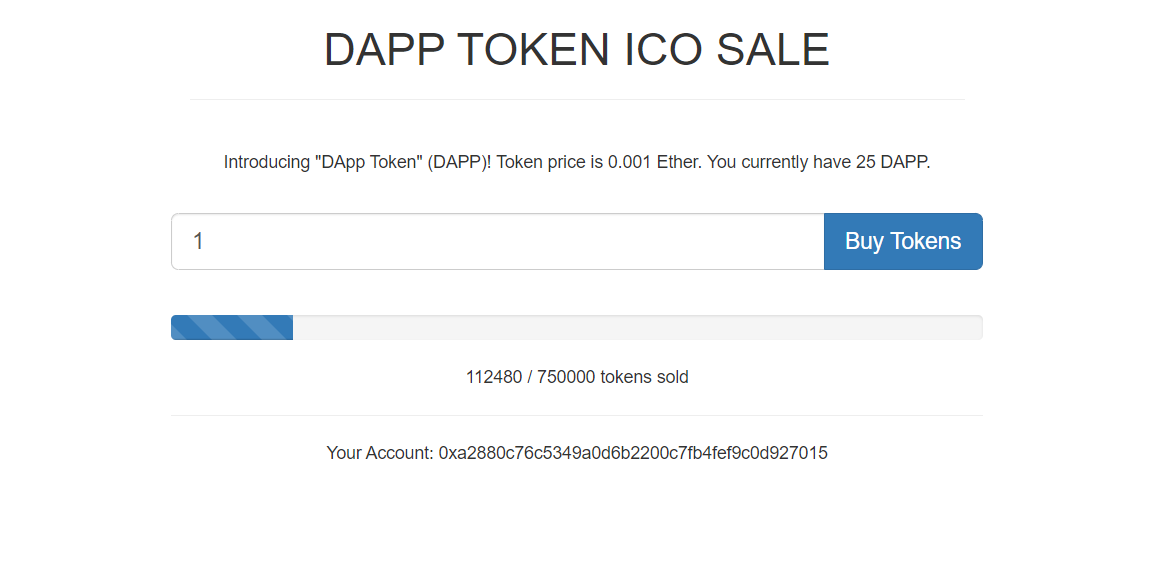 DAPP TOKEN ICO SALE
Introducing "DApp Token" (DAPP)! Token price is 0.001 Ether. You currently have 25 DAPP.
1
Buy Tokens
112480 / 750000 tokens sold
Your Account: 0xa2880c76c5349a0d6b2200c7fb4fef9c0d927015